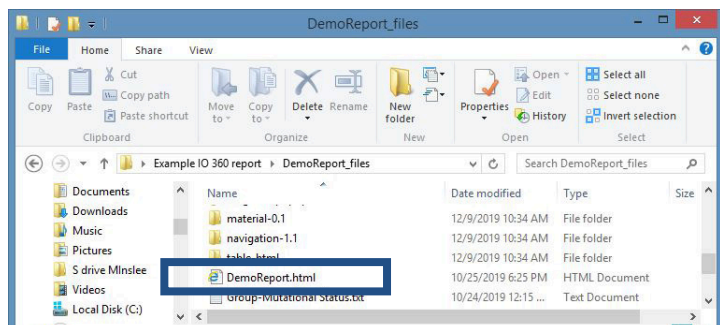 DemoReport_files
File Home Share View
Copy
Paste
Cut
Copy path
Paste shortcut
Clipboard
Move to
Copy to
Delete
Rename
Organize
New folder
New
Properties
Open
Edit
History
Open
Select all
Select none
Invert selection
Select
Example IO 360 report DemoReport_files
Search DemoReport_files
Documents
Downloads
Music
Pictures
S drive MInslee
Videos
Local Disk (C:)
Name Date modified Type Size
material-0.1 12/9/2019 10:34 AM File folder
navigation-1.1 12/9/2019 10:34 AM File folder
table-html 12/9/2019 10:34 AM File folder
DemoReport.html 10/25/2019 6:25 PM HTML Document
Group-Mutational Status.txt 10/24/2019 12:15 ... Text Document